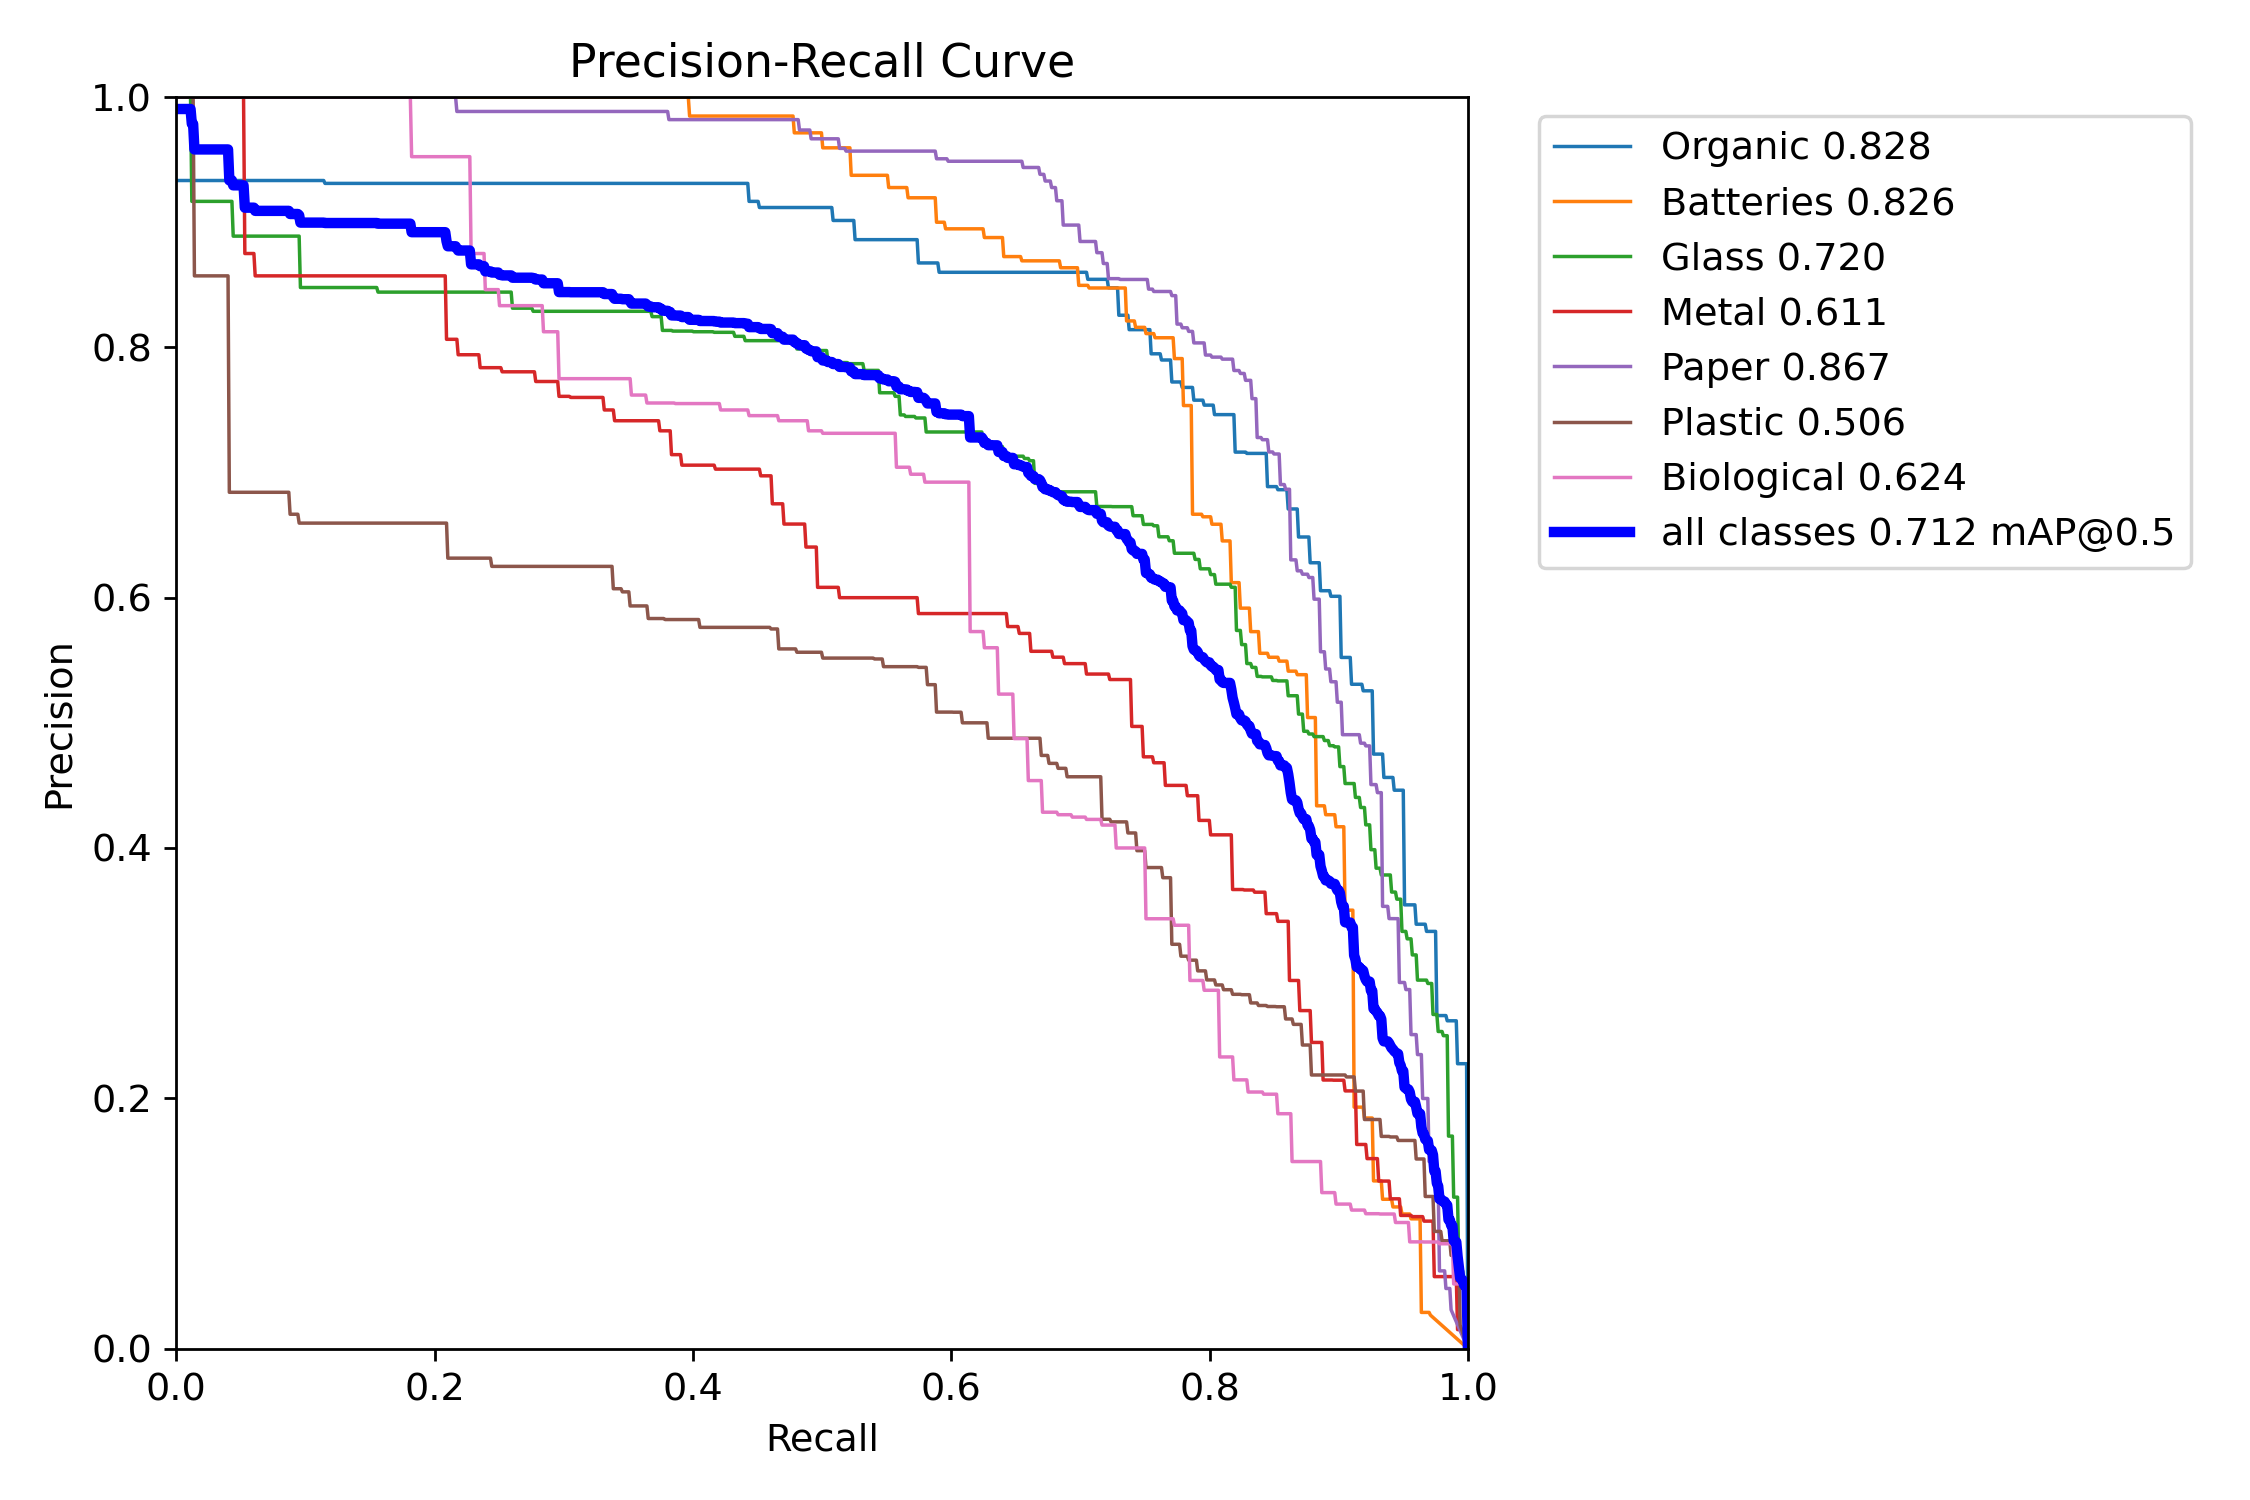 Precision-Recall Curve
1.0
0.8
0.6
0.4
0.2
0.0
Precision
0.0 0.2 0.4 0.6 0.8 1.0
Recall
Organic 0.828
Batteries 0.826
Glass 0.720
Metal 0.611
Paper 0.867
Plastic 0.506
Biological 0.624
all classes 0.712 mAP@0.5